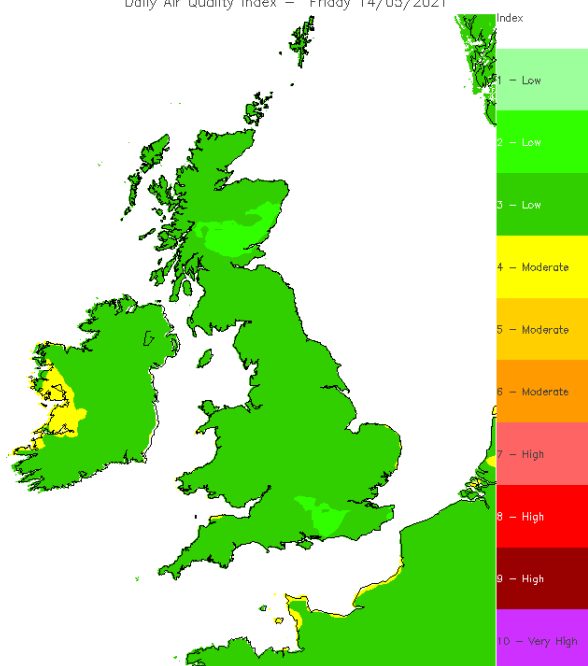 Daily Air Quality Index – Friday 14/05/2021
Index
1 – Low
2 – Low
3 – Low
4 – Moderate
5 – Moderate
6 – Moderate
7 – High
8 – High
9 – High
10 – Very High